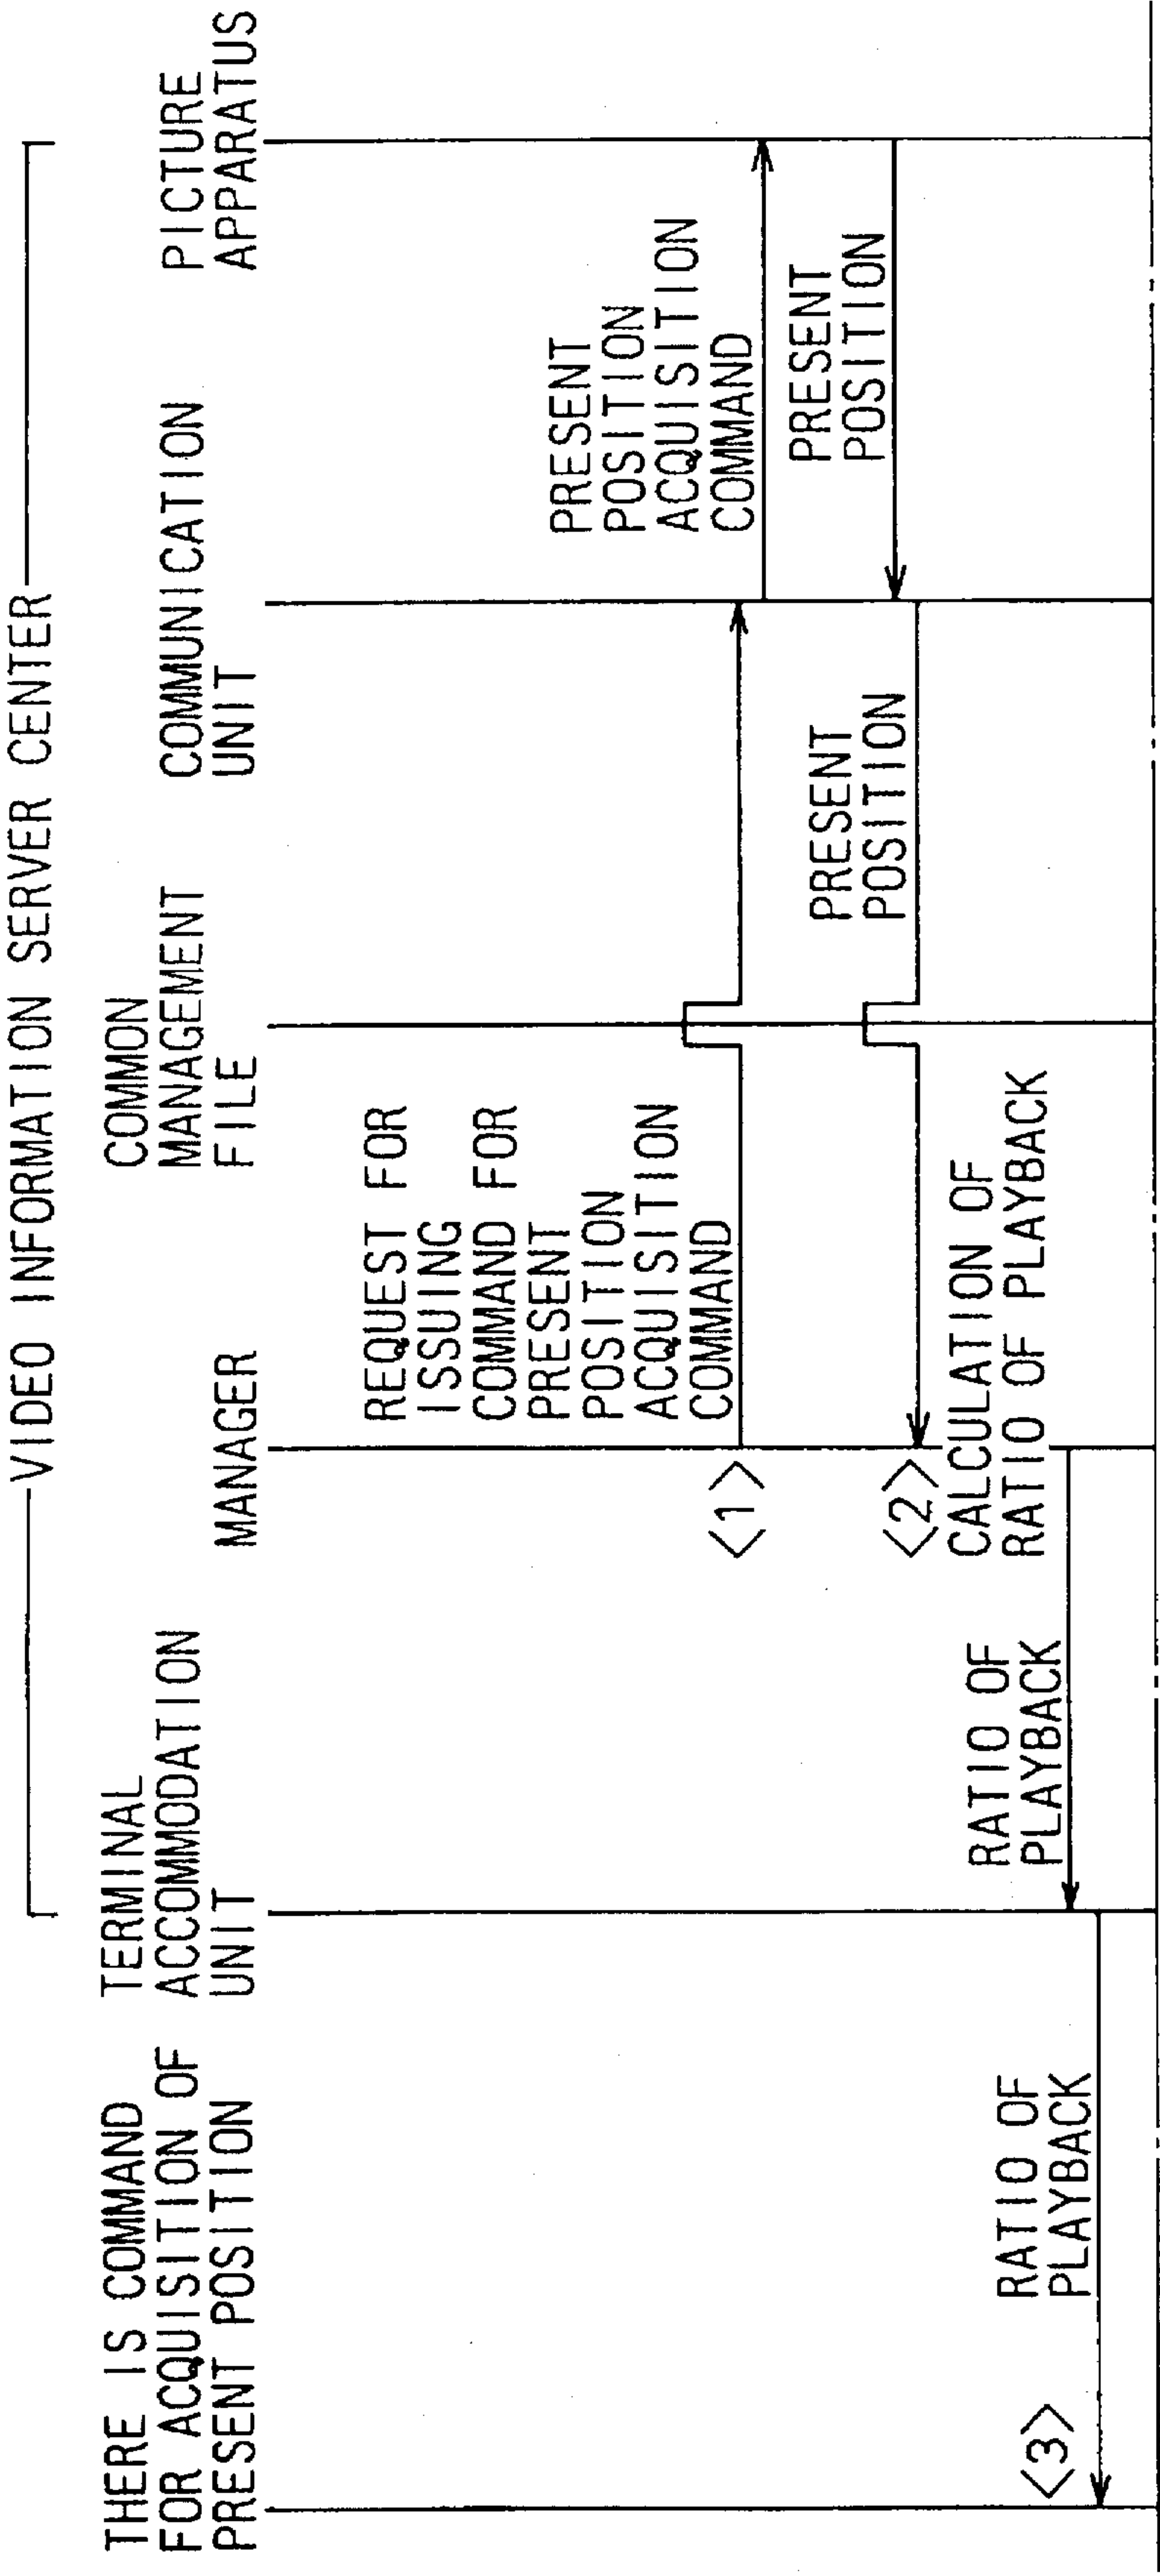 VIDEO INFORMATION SERVER CENTER
THERE IS COMMAND
FOR ACQUISITION OF
PRESENT POSITION
TERMINAL
ACCOMMODATION
UNIT
MANAGER
COMMON
MANAGEMENT
FILE
COMMUNICATION
UNIT
PICTURE
APPARATUS
REQUEST FOR
ISSUING
COMMAND FOR
PRESENT
POSITION
ACQUISITION
COMMAND
<1>
PRESENT
POSITION
ACQUISITION
COMMAND
PRESENT
POSITION
PRESENT
POSITION
<2>
CALCULATION OF
RATIO OF PLAYBACK
RATIO OF
PLAYBACK
RATIO OF
PLAYBACK
<3>